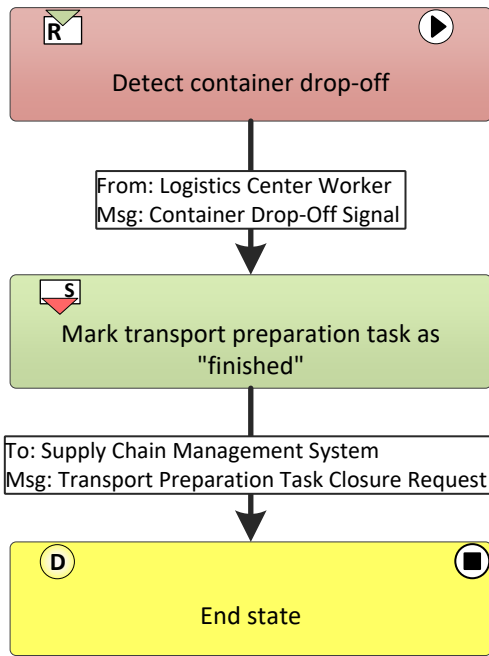 R
Detect container drop-off
From: Logistics Center Worker
Msg: Container Drop-Off Signal
S
Mark transport preparation task as
"finished"
To: Supply Chain Management System
Msg: Transport Preparation Task Closure Request
D
End state